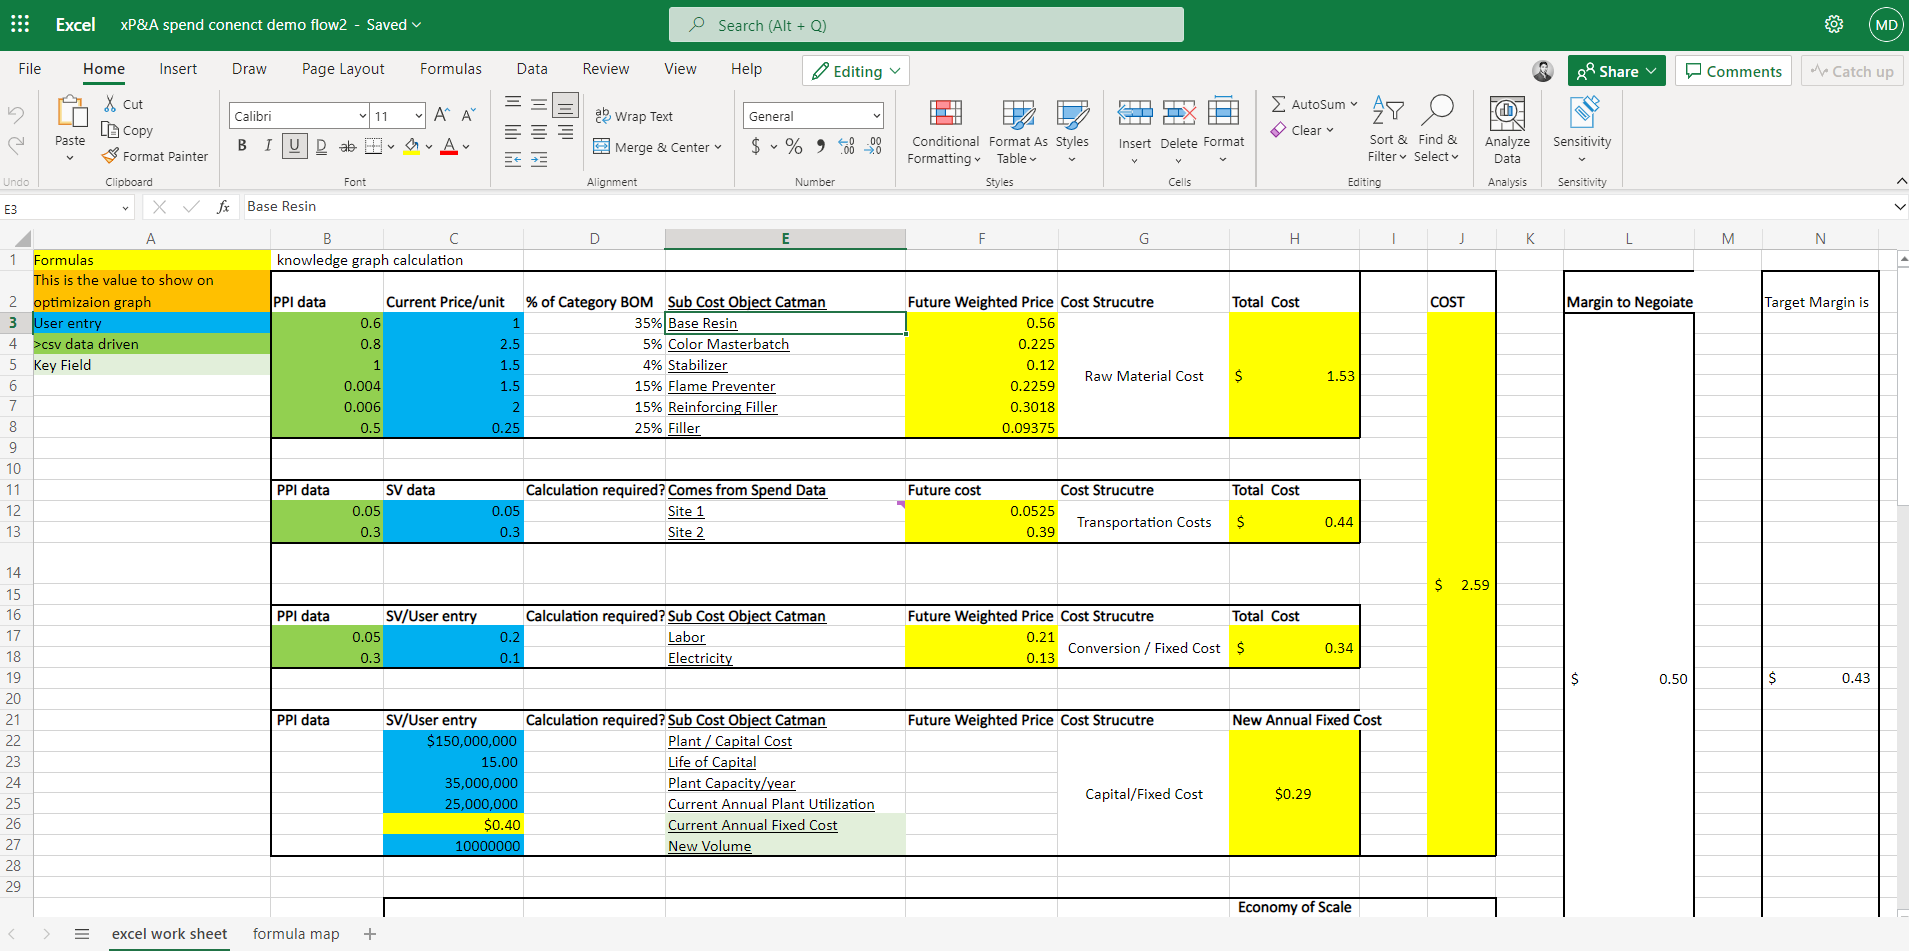 Excel xP&A spend conenct demo flow2 - Saved Search (Alt + Q) MD
File Home Insert Draw Page Layout Formulas Data Review View Help Editing Share Comments Catch up
Cut
Copy
Format Painter
Paste
Calibri 11
B I U D ab A
Wrap Text
Merge & Center
General
$ % .00 .00
Conditional Formatting
Format As Table
Styles
Insert Delete Format
AutoSum
Clear
Sort & Filter
Find & Select
Analyze Data
Sensitivity
Undo Clipboard Font Alignment Number Styles Cells Editing Analysis Sensitivity
E3 fx Base Resin
A B C D E F G H I J K L M N
1 Formulas knowledge graph calculation
This is the value to show on
2 optimizaion graph PPI data Current Price/unit % of Category BOM Sub Cost Object Catman Future Weighted Price Cost Strucutre Total Cost COST Margin to Negoiate Target Margin is
3 User entry 0.6 1 35% Base Resin 0.56
4 >csv data driven 0.8 2.5 5% Color Masterbatch 0.225
5 Key Field 1 1.5 4% Stabilizer 0.12
Raw Material Cost $ 1.53
6 0.004 1.5 15% Flame Preventer 0.2259
7 0.006 2 15% Reinforcing Filler 0.3018
8 0.5 0.25 25% Filler 0.09375
9
10
11 PPI data SV data Calculation required? Comes from Spend Data Future cost Cost Strucutre Total Cost
12 0.05 0.05 Site 1 0.0525
Transportation Costs $ 0.44
13 0.3 0.3 Site 2 0.39
14
$ 2.59
15
16 PPI data SV/User entry Calculation required? Sub Cost Object Catman Future Weighted Price Cost Strucutre Total Cost
17 0.05 0.2 Labor 0.21
Conversion / Fixed Cost $ 0.34
18 0.3 0.1 Electricity 0.13
19 $ 0.50 $ 0.43
20
21 PPI data SV/User entry Calculation required? Sub Cost Object Catman Future Weighted Price Cost Strucutre New Annual Fixed Cost
22 $150,000,000 Plant / Capital Cost
23 15.00 Life of Capital
24 35,000,000 Plant Capacity/year
Capital/Fixed Cost $0.29
25 25,000,000 Current Annual Plant Utilization
26 $0.40 Current Annual Fixed Cost
27 10000000 New Volume
28
29
Economy of Scale
excel work sheet formula map